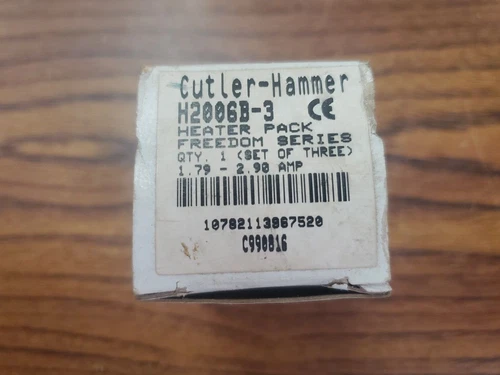 Cutler-Hammer
H2006B-3 CE
HEATER PACK
FREEDOM SERIES
QTY. 1 (SET OF THREE)
1.79 - 2.90 AMP
10782113967520
C990816